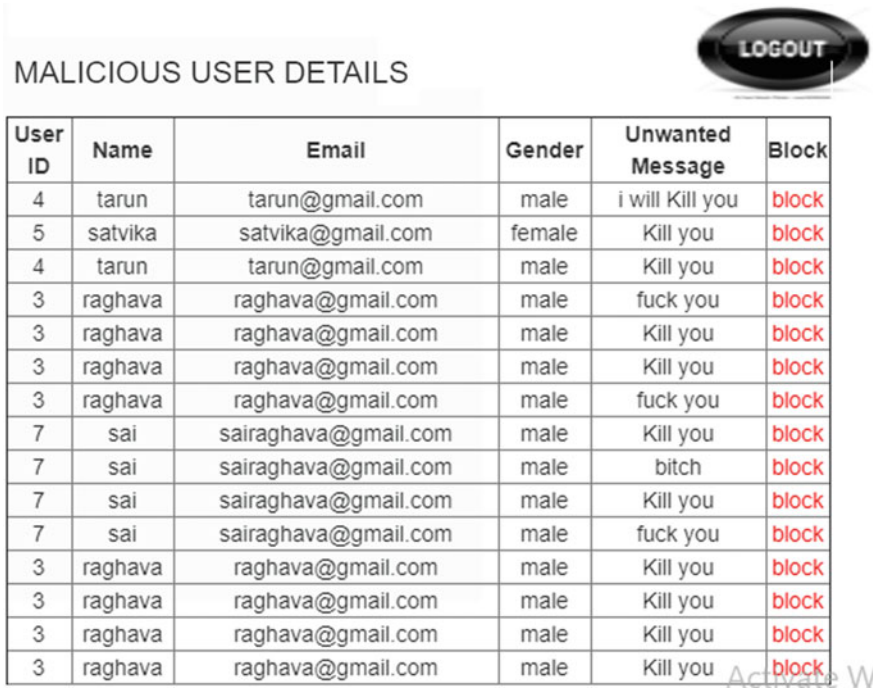 LOGOUT
MALICIOUS USER DETAILS
User ID Name Email Gender Unwanted Message Block
4 tarun tarun@gmail.com male i will Kill you block
5 satvika satvika@gmail.com female Kill you block
4 tarun tarun@gmail.com male Kill you block
3 raghava raghava@gmail.com male fuck you block
3 raghava raghava@gmail.com male Kill you block
3 raghava raghava@gmail.com male Kill you block
3 raghava raghava@gmail.com male fuck you block
7 sai sairaghava@gmail.com male Kill you block
7 sai sairaghava@gmail.com male bitch block
7 sai sairaghava@gmail.com male Kill you block
7 sai sairaghava@gmail.com male fuck you block
3 raghava raghava@gmail.com male Kill you block
3 raghava raghava@gmail.com male Kill you block
3 raghava raghava@gmail.com male Kill you block
3 raghava raghava@gmail.com male Kill you block
Activate W